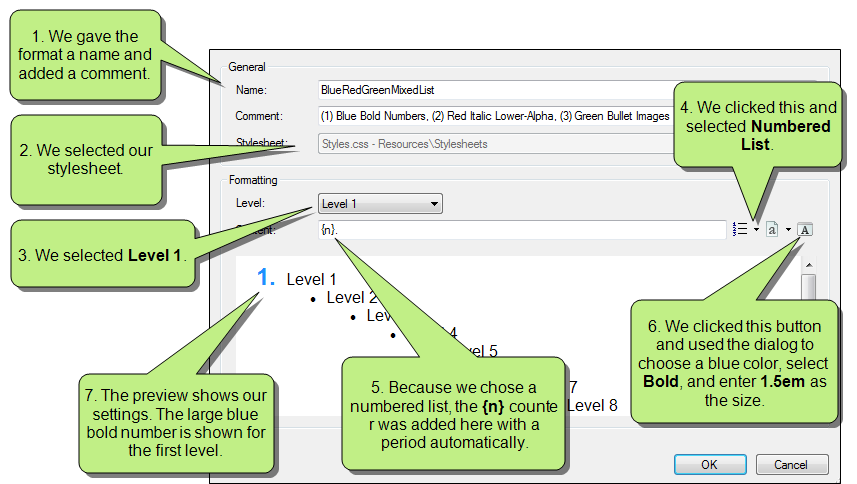 1. We gave the
format a name and
added a comment.
General
Name:
BlueRedGreenMixedList
Comment:
(1) Blue Bold Numbers, (2) Red Italic Lower-Alpha, (3) Green Bullet Images
Stylesheet:
Styles.css - Resources\Stylesheets
2. We selected our
stylesheet.
4. We clicked this and
selected Numbered
List.
Formatting
Level:
Level 1
{n}.
a
A
3. We selected Level 1.
1. Level 1
• Level 2
4
Level 5
7
Level 8
5. Because we chose a
numbered list, the {n} counte
r was added here with a
period automatically.
6. We clicked this button
and used the dialog to
choose a blue color, select
Bold, and enter 1.5em as
the size.
7. The preview shows our
settings. The large blue
bold number is shown for
the first level.
OK
Cancel